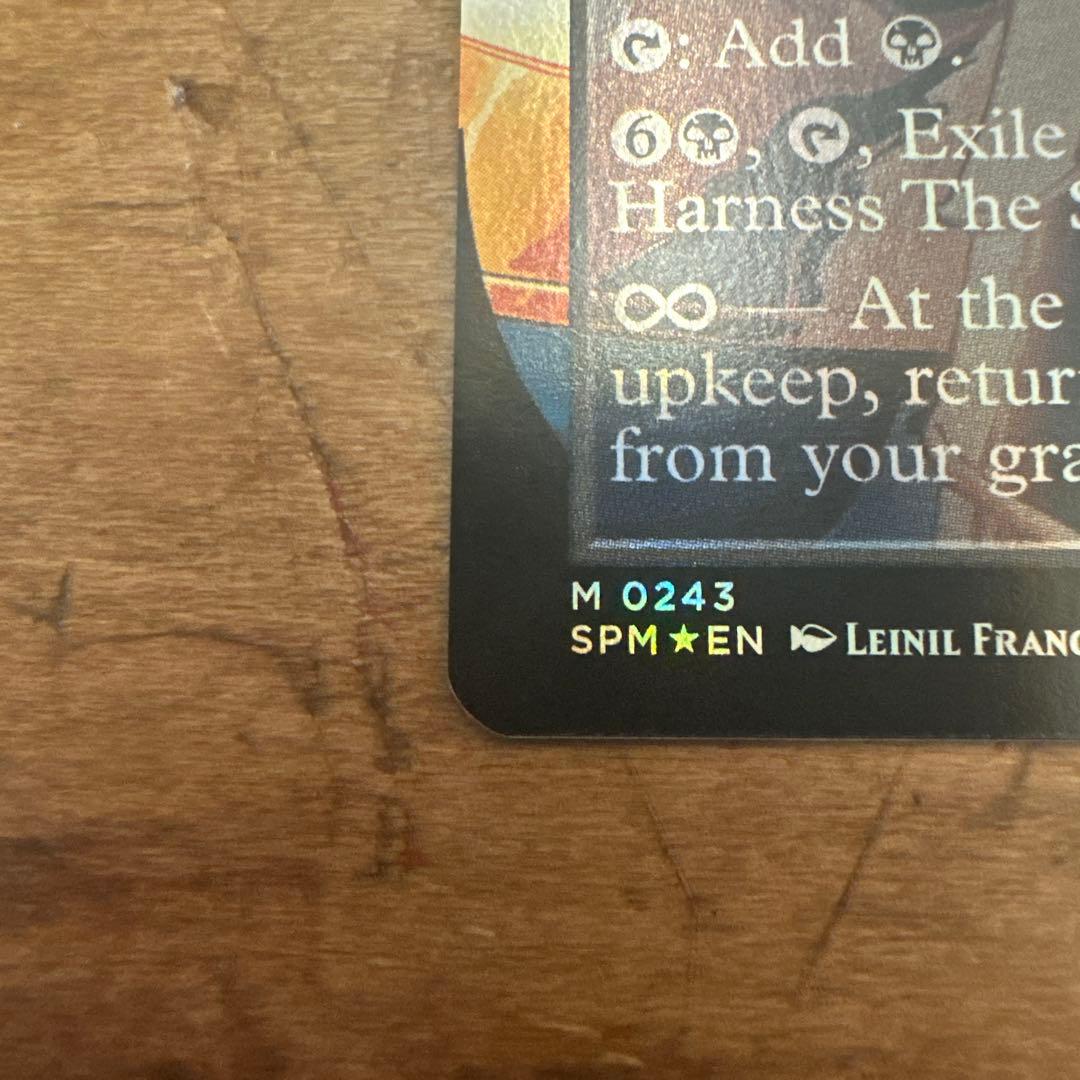 : Add .
6, , Exile
Harness The
∞ — At the
upkeep, retur
from your gra
M 0243
SPM★EN LEINIL FRANC